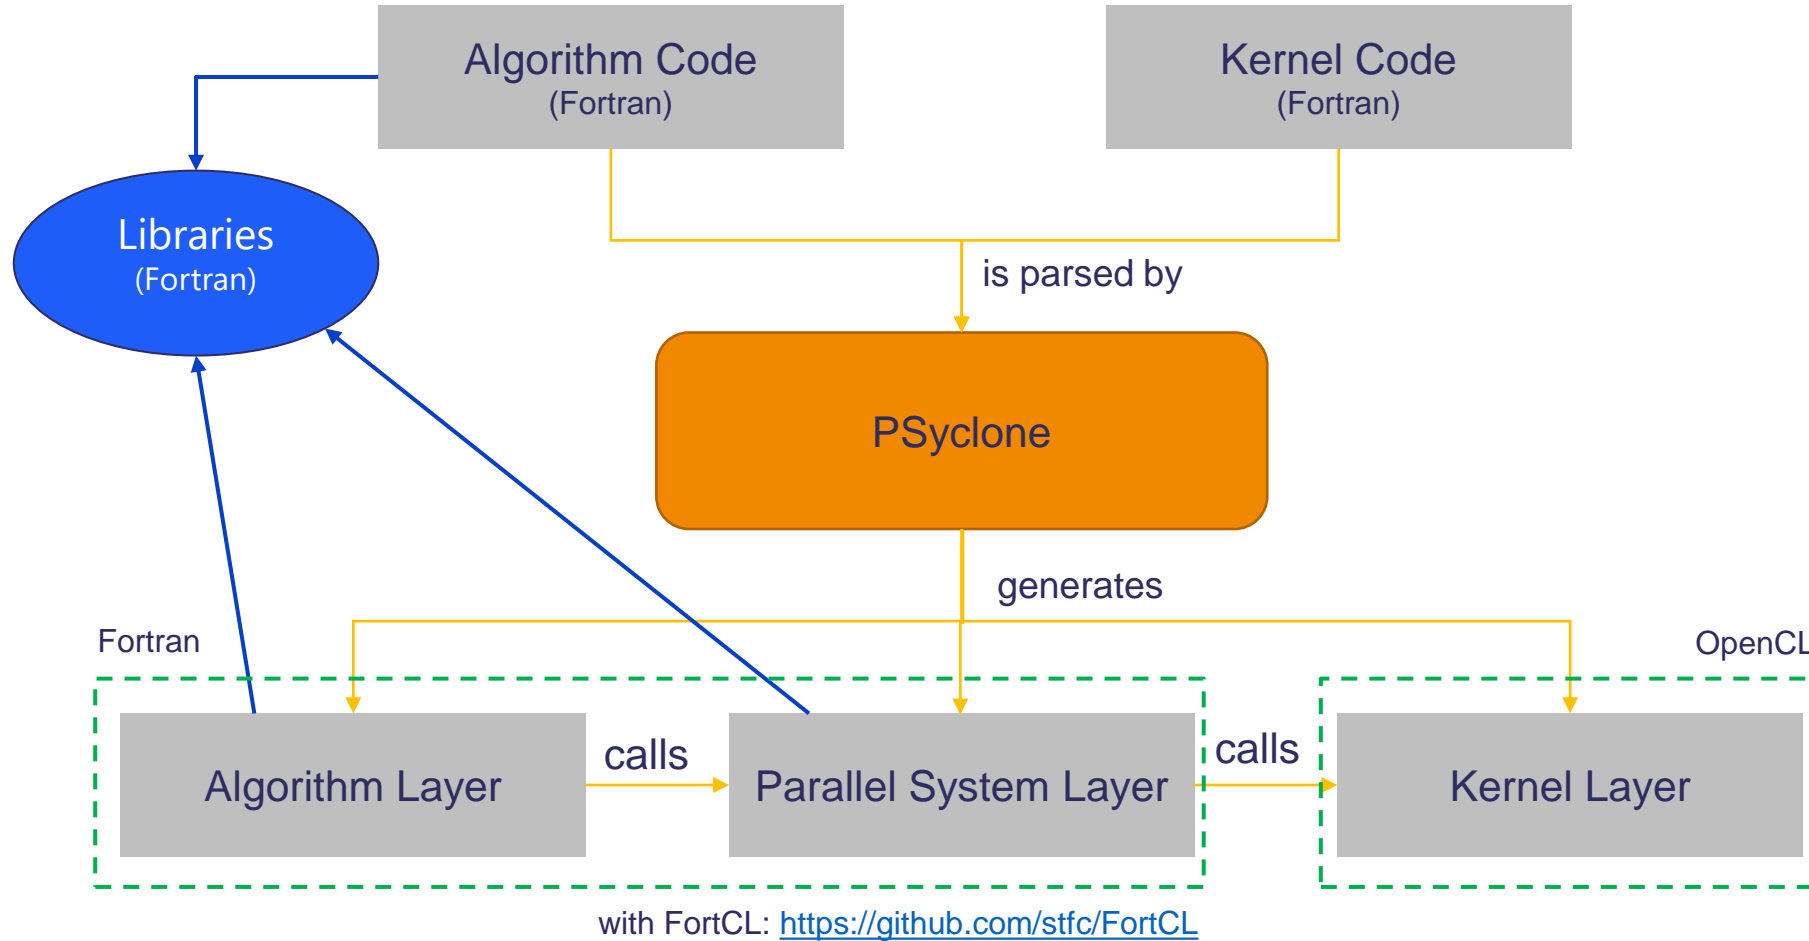 Algorithm Code
(Fortran)
Kernel Code
(Fortran)
Libraries
(Fortran)
is parsed by
PSyclone
generates
Fortran
OpenCL
Algorithm Layer
calls
Parallel System Layer
calls
Kernel Layer
with FortCL: https://github.com/stfc/FortCL